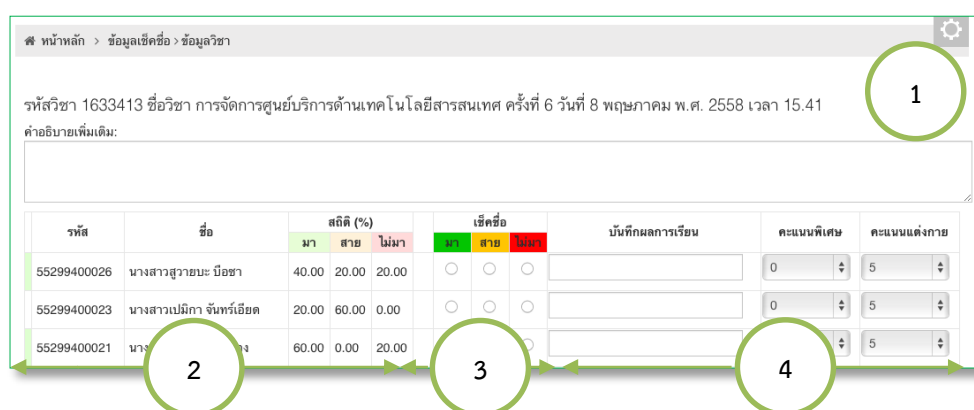 หน้าหลัก > ข้อมูลเช็คชื่อ > ข้อมูลวิชา
1
รหัสวิชา 1633413 ชื่อวิชา การจัดการศูนย์บริการด้านเทคโนโลยีสารสนเทศ ครั้งที่ 6 วันที่ 8 พฤษภาคม พ.ศ. 2558 เวลา 15.41
คำอธิบายเพิ่มเติม:
รหัส ชื่อ สถิติ (%) เช็คชื่อ บันทึกผลการเรียน คะแนนพิเศษ คะแนนแต่งกาย
มา สาย ไม่มา มา สาย ไม่มา
55299400026 นางสาวสูวายบะ บือซา 40.00 20.00 20.00 0 5
55299400023 นางสาวเปมิกา จันทร์เอียด 20.00 60.00 0.00 0 5
55299400021 60.00 0.00 20.00 5
2 3 4